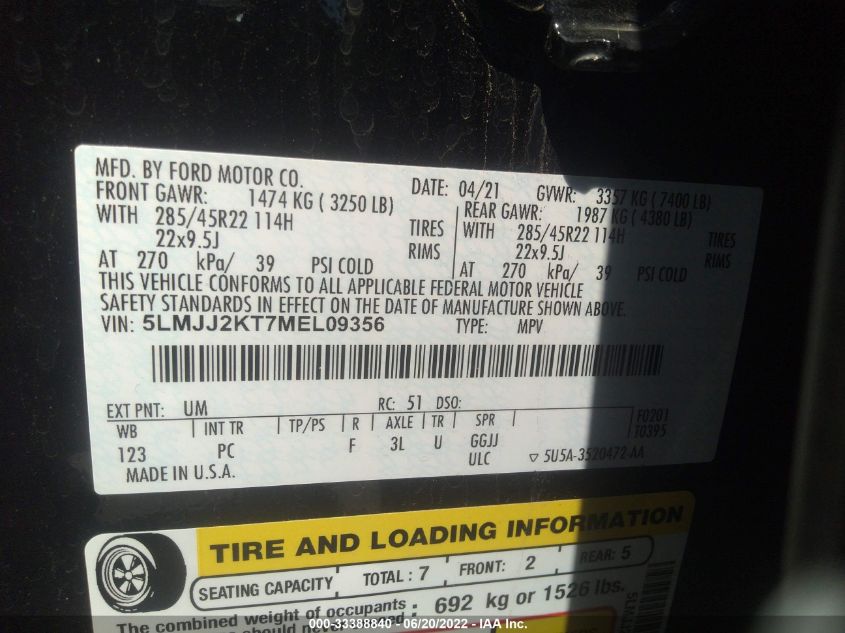 MFD. BY FORD MOTOR CO. DATE: 04/21 GVWR: 3357 KG ( 7400 LB)
FRONT GAWR: 1474 KG ( 3250 LB) REAR GAWR: 1987 KG ( 4380 LB)
WITH 285/45R22 114H TIRES WITH 285/45R22 114H TIRES
22x9.5J RIMS 22x9.5J RIMS
AT 270 kPa/ 39 PSI COLD AT 270 kPa/ 39 PSI COLD
THIS VEHICLE CONFORMS TO ALL APPLICABLE FEDERAL MOTOR VEHICLE
SAFETY STANDARDS IN EFFECT ON THE DATE OF MANUFACTURE SHOWN ABOVE.
VIN: 5LMJJ2KT7MEL09356 TYPE: MPV
EXT PNT: UM RC: 51 DSO: F0201
WB INT TR TP/PS R AXLE TR SPR T0395
123 PC F 3L U GGJJ
ULC ▽ 5U5A-3520472-AA
MADE IN U.S.A.
TIRE AND LOADING INFORMATION
SEATING CAPACITY TOTAL : 7 FRONT: 2 REAR: 5
The combined weight of occupants 692 kg or 1526 lbs.
should never
000-33388840 - 06/20/2022 - IAA Inc.